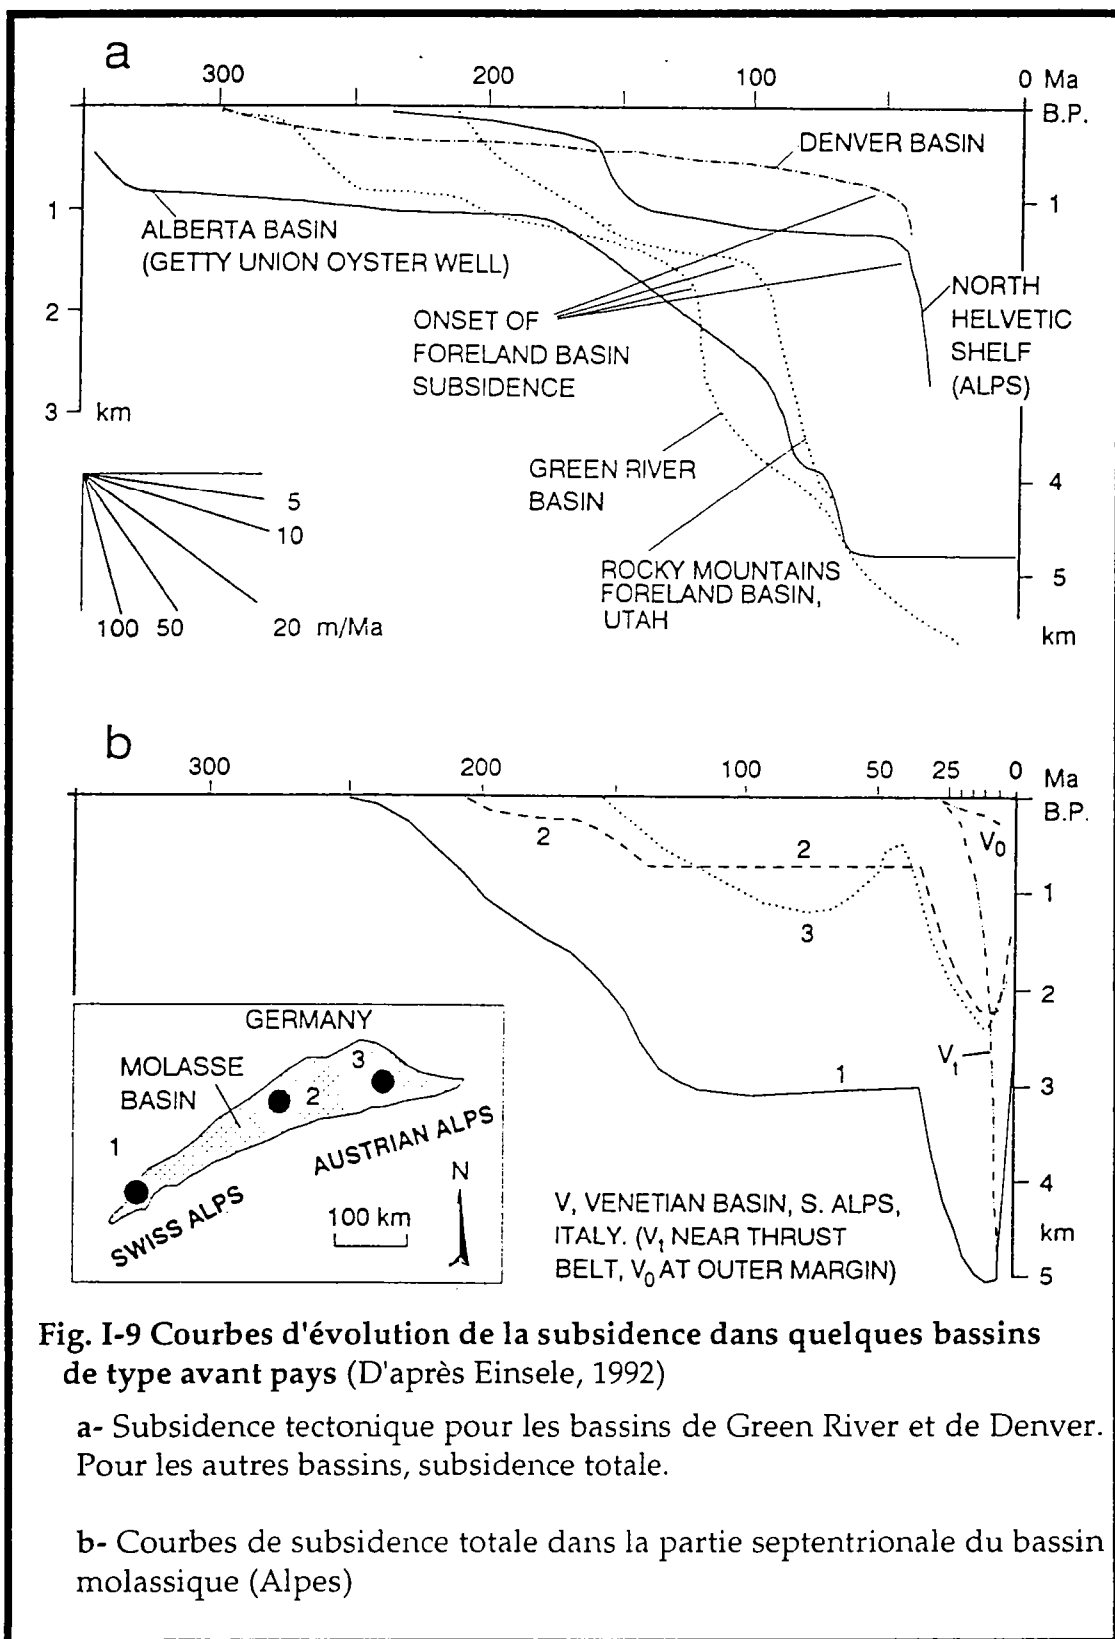 a
300 200 100 0 Ma
B.P.
DENVER BASIN
1
1
ALBERTA BASIN
(GETTY UNION OYSTER WELL)
2
ONSET OF
FORELAND BASIN
SUBSIDENCE
NORTH
HELVETIC
SHELF
(ALPS)
3 km
GREEN RIVER
BASIN
4
5
10
ROCKY MOUNTAINS
FORELAND BASIN,
UTAH
5
100 50 20 m/Ma
km
b
300 200 100 50 25 0 Ma
B.P.
2
2
V0
1
3
2
GERMANY
MOLASSE
BASIN
3
2
1
AUSTRIAN ALPS
SWISS ALPS
N
100 km
Vt
1
3
4
V, VENETIAN BASIN, S. ALPS,
ITALY. (Vt NEAR THRUST
BELT, V0 AT OUTER MARGIN)
km
5
Fig. I-9 Courbes d'évolution de la subsidence dans quelques bassins
de type avant pays (D'après Einsele, 1992)
a- Subsidence tectonique pour les bassins de Green River et de Denver.
Pour les autres bassins, subsidence totale.
b- Courbes de subsidence totale dans la partie septentrionale du bassin
molassique (Alpes)